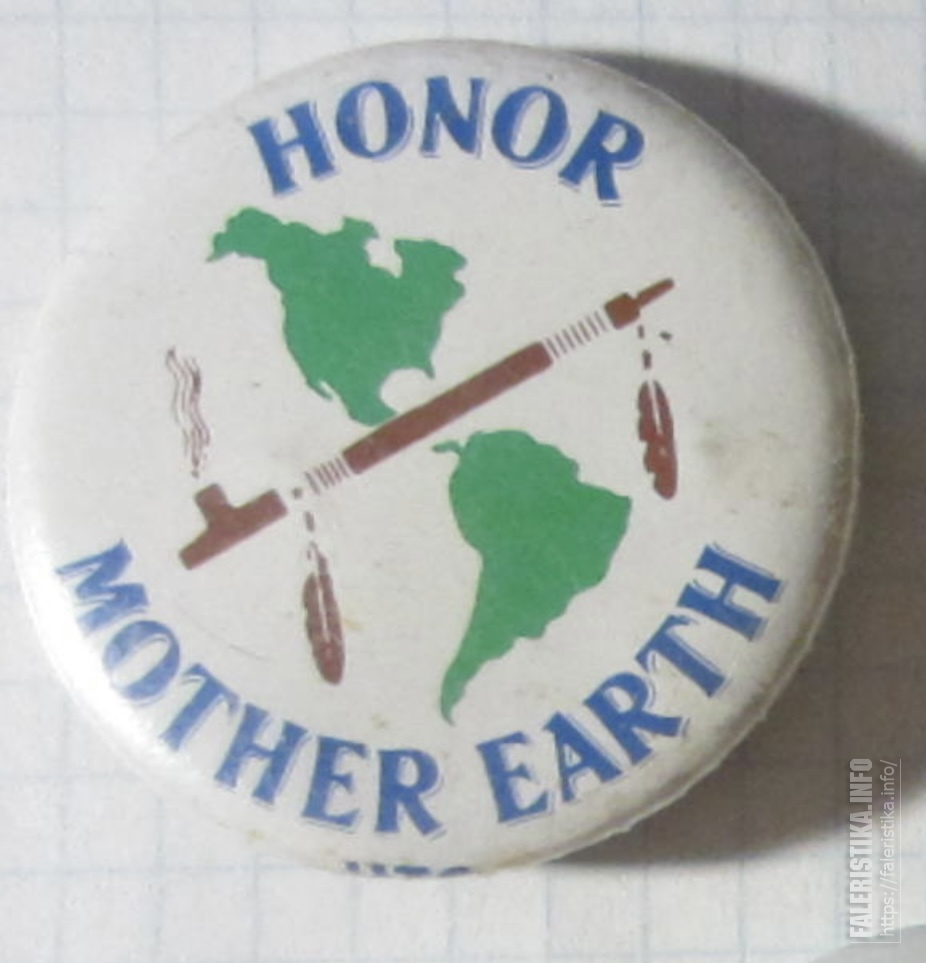 HONOR
MOTHER EARTH
FALERISTIKA.INFO
https://faleristika.info/